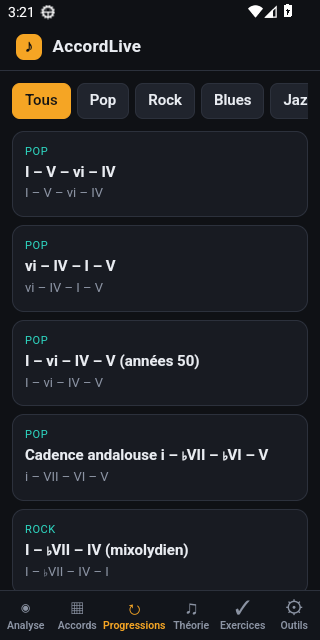 3:21
AccordLive
Tous Pop Rock Blues Jaz
POP
I – V – vi – IV
I – V – vi – IV
POP
vi – IV – I – V
vi – IV – I – V
POP
I – vi – IV – V (années 50)
I – vi – IV – V
POP
Cadence andalouse i – ♭VII – ♭VI – V
i – VII – VI – V
ROCK
I – ♭VII – IV (mixolydien)
I – ♭VII – IV – I
Analyse Accords Progressions Théorie Exercices Outils